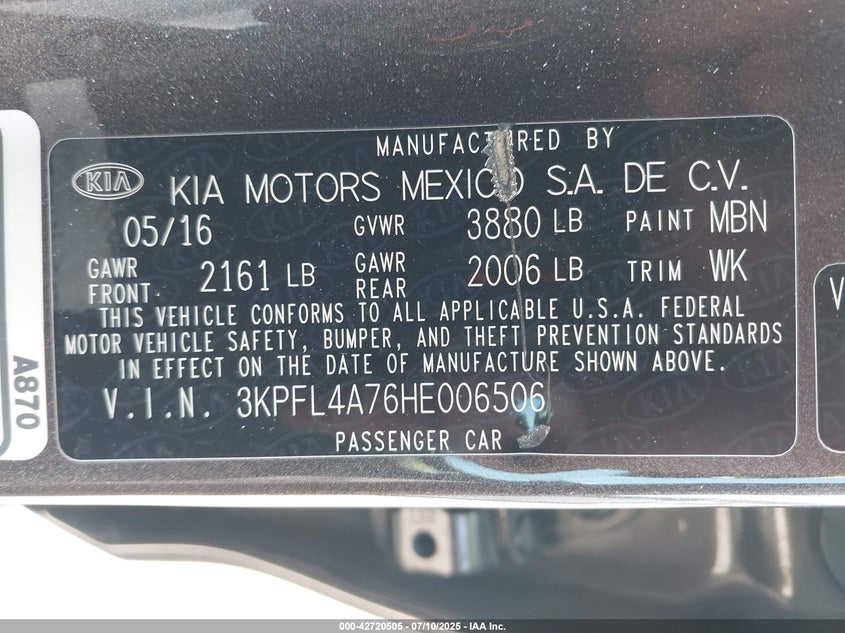 MANUFACTURED BY
KIA KIA MOTORS MEXICO S.A. DE C.V.
05/16 GVWR 3880 LB PAINT MBN
GAWR FRONT 2161 LB GAWR REAR 2006 LB TRIM WK
THIS VEHICLE CONFORMS TO ALL APPLICABLE U.S.A. FEDERAL
MOTOR VEHICLE SAFETY, BUMPER, AND THEFT PREVENTION STANDARDS
IN EFFECT ON THE DATE OF MANUFACTURE SHOWN ABOVE.
V.I.N. 3KPFL4A76HE006506
PASSENGER CAR
A870
V
000-42720505 - 07/10/2025 - IAA Inc.